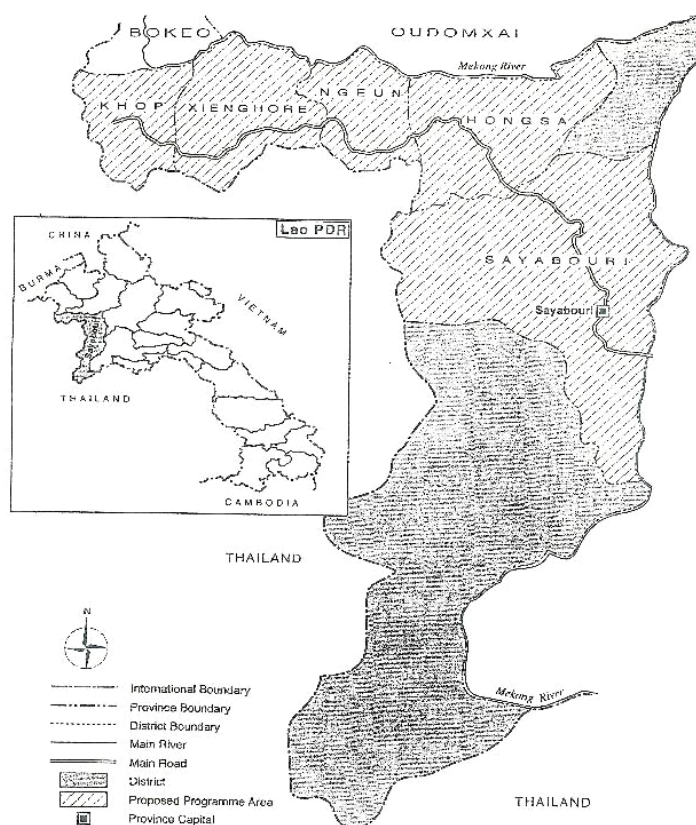 BOKEO
OUDOMXAI
Mekong River
KHOP
XIENGHORE
NGEUN
HONGSA
SAYABOURI
Sayabouri
Lao PDR
CHINA
BURMA
VIETNAM
THAILAND
CAMBODIA
THAILAND
N
Mekong River
International Boundary
Province Boundary
District Boundary
Main River
Main Road
District
Proposed Programme Area
Province Capital
THAILAND